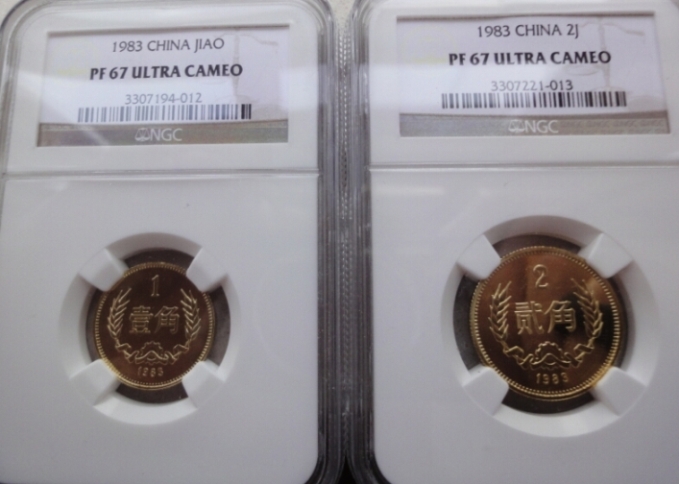 1983 CHINA JIAO
PF 67 ULTRA CAMEO
3307194-012
NGC
1
壹角
1983
1983 CHINA 2J
PF 67 ULTRA CAMEO
3307221-013
NGC
2
贰角
1983